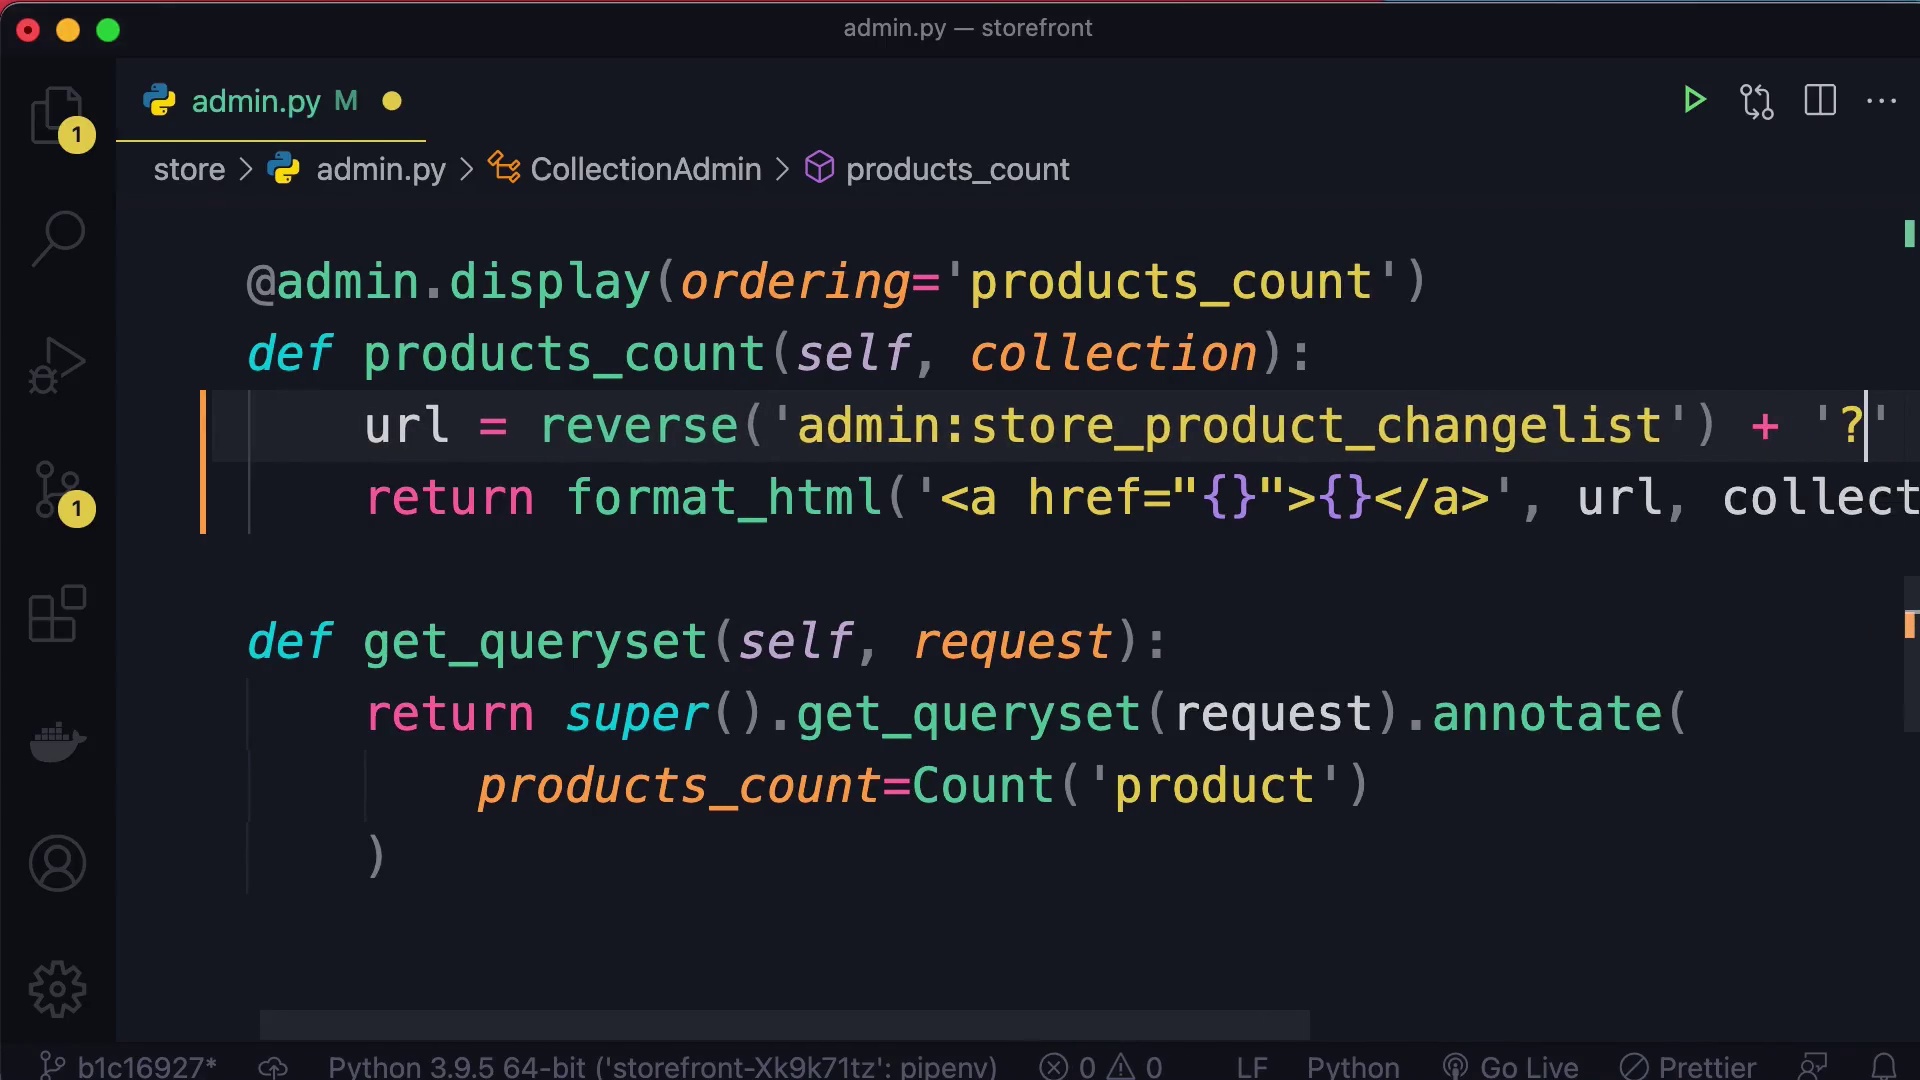 admin.py — storefront
admin.py M
1
store > admin.py > CollectionAdmin > products_count
@admin.display(ordering='products_count')
def products_count(self, collection):
url = reverse('admin:store_product_changelist') + '?'
return format_html('<a href="{}">{}</a>', url, collect
1
def get_queryset(self, request):
return super().get_queryset(request).annotate(
products_count=Count('product')
)
b1c16927* Python 3.9.5 64-bit ('storefront-Xk9k71tz': pipenv) 0 0 LF Python Go Live Prettier